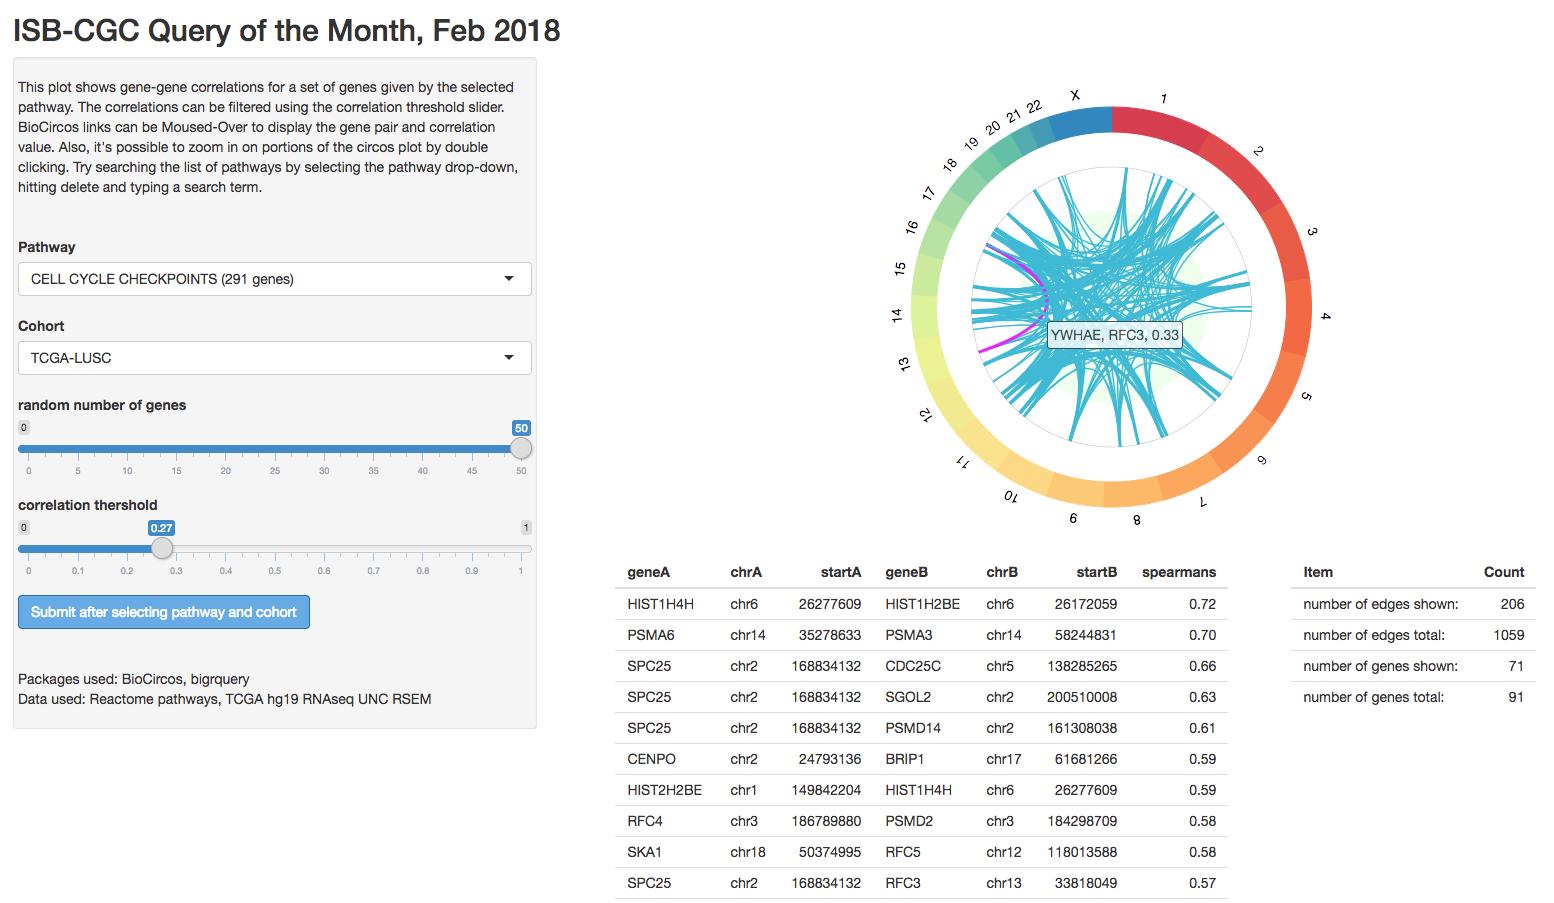 ISB-CGC Query of the Month, Feb 2018
This plot shows gene-gene correlations for a set of genes given by the selected
pathway. The correlations can be filtered using the correlation threshold slider.
BioCircos links can be Moused-Over to display the gene pair and correlation
value. Also, it's possible to zoom in on portions of the circos plot by double
clicking. Try searching the list of pathways by selecting the pathway drop-down,
hitting delete and typing a search term.
Pathway
CELL CYCLE CHECKPOINTS (291 genes)
Cohort
TCGA-LUSC
random number of genes
0 50
0 5 10 15 20 25 30 35 40 45 50
correlation thershold
0 0.27 1
0 0.1 0.2 0.3 0.4 0.5 0.6 0.7 0.8 0.9 1
Submit after selecting pathway and cohort
Packages used: BioCircos, bigrquery
Data used: Reactome pathways, TCGA hg19 RNAseq UNC RSEM
1
2
3
4
5
6
7
8
9
10
11
12
13
14
15
16
17
18
19
20
21
22
X
YWHAE, RFC3, 0.33
geneA chrA startA geneB chrB startB spearmans
HIST1H4H chr6 26277609 HIST1H2BE chr6 26172059 0.72
PSMA6 chr14 35278633 PSMA3 chr14 58244831 0.70
SPC25 chr2 168834132 CDC25C chr5 138285265 0.66
SPC25 chr2 168834132 SGOL2 chr2 200510008 0.63
SPC25 chr2 168834132 PSMD14 chr2 161308038 0.61
CENPO chr2 24793136 BRIP1 chr17 61681266 0.59
HIST2H2BE chr1 149842204 HIST1H4H chr6 26277609 0.59
RFC4 chr3 186789880 PSMD2 chr3 184298709 0.58
SKA1 chr18 50374995 RFC5 chr12 118013588 0.58
SPC25 chr2 168834132 RFC3 chr13 33818049 0.57
Item Count
number of edges shown: 206
number of edges total: 1059
number of genes shown: 71
number of genes total: 91